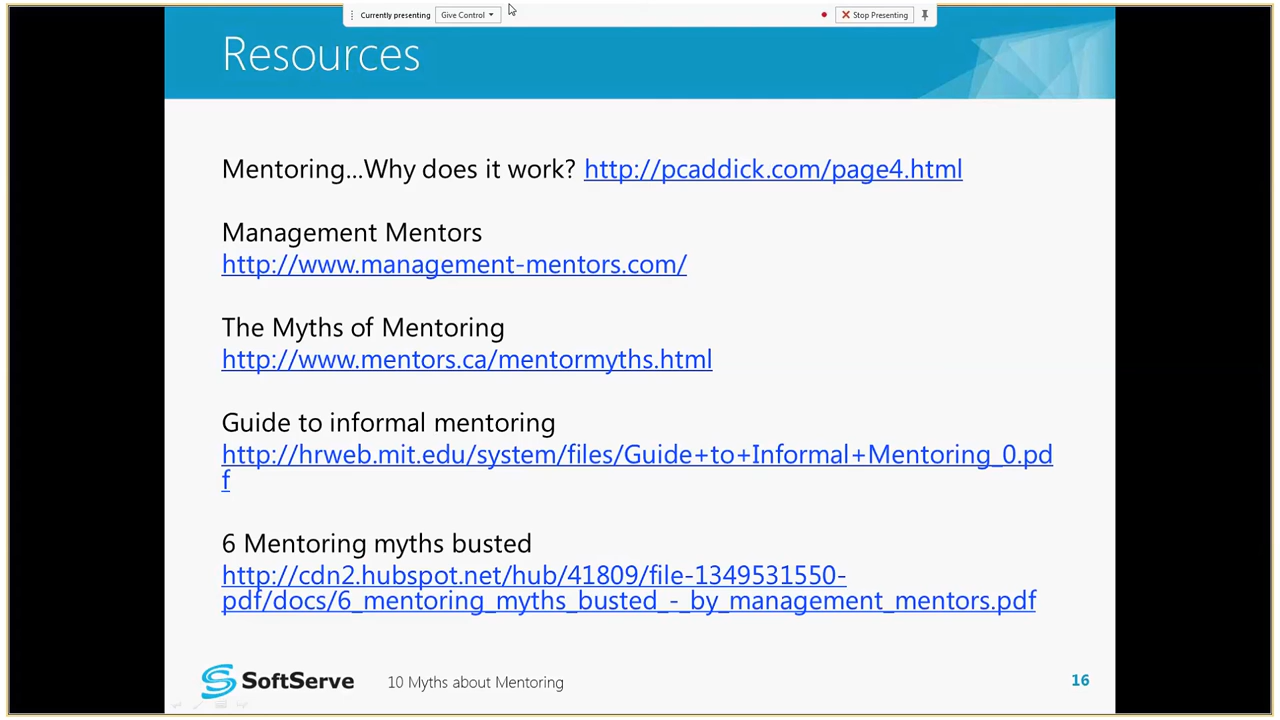 Currently presenting Give Control Stop Presenting
Resources
Mentoring...Why does it work? http://pcaddick.com/page4.html
Management Mentors
http://www.management-mentors.com/
The Myths of Mentoring
http://www.mentors.ca/mentormyths.html
Guide to informal mentoring
http://hrweb.mit.edu/system/files/Guide+to+Informal+Mentoring_0.pd
f
6 Mentoring myths busted
http://cdn2.hubspot.net/hub/41809/file-1349531550-
pdf/docs/6_mentoring_myths_busted_-_by_management_mentors.pdf
SoftServe 10 Myths about Mentoring 16